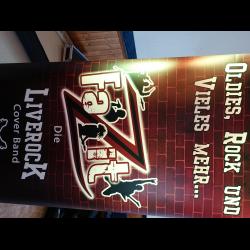 Oldies, Rock und
Vieles mehr...
FaZit
Die
Liverock
Cover Band